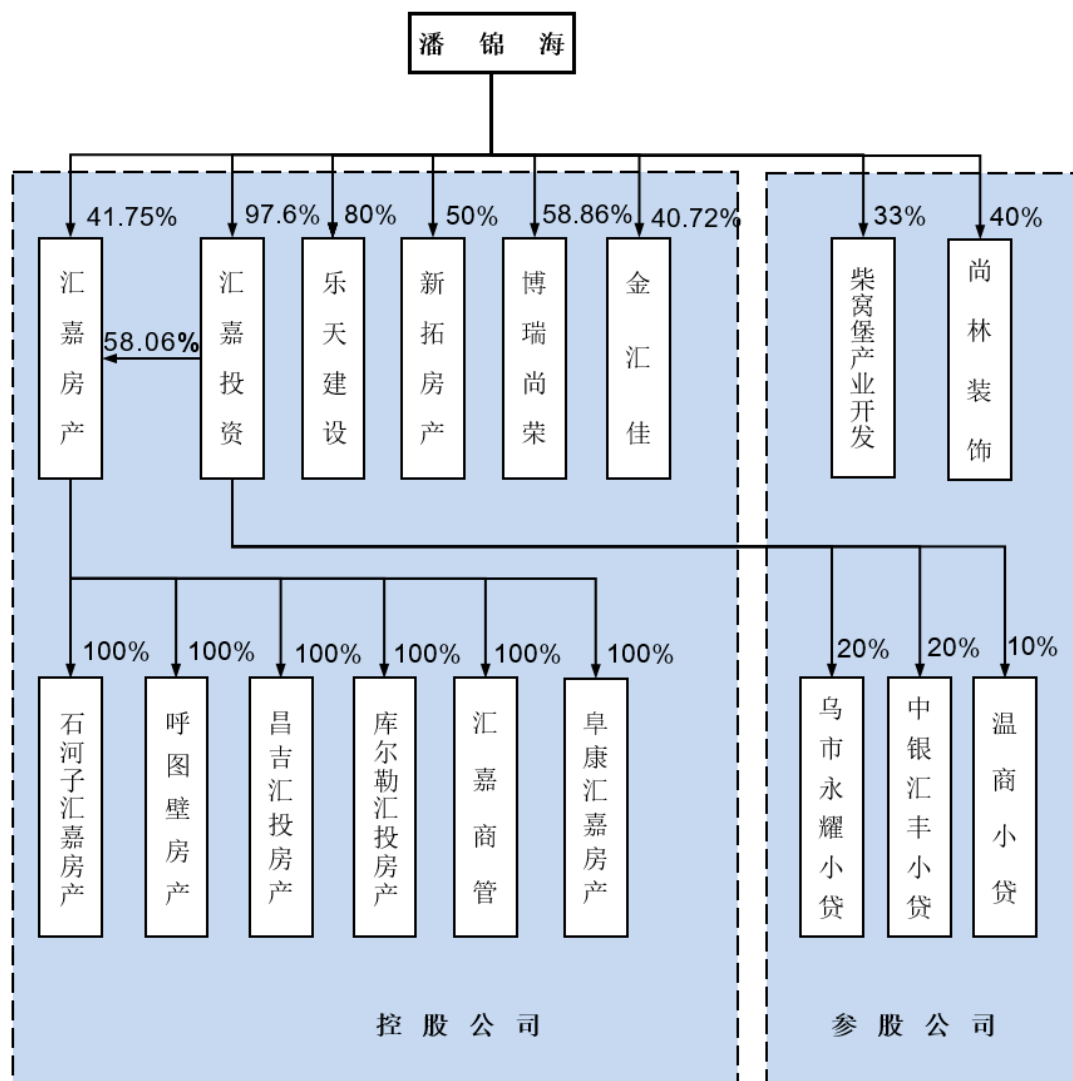 潘锦海
41.75%
97.6%
80%
50%
58.86%
40.72%
33%
40%
汇嘉房产
58.06%
汇嘉投资
乐天建设
新拓房产
博瑞尚荣
金汇佳
柴窝堡产业开发
尚林装饰
100%
100%
100%
100%
100%
100%
20%
20%
10%
石河子汇嘉房产
呼图壁房产
昌吉汇投房产
库尔勒汇投房产
汇嘉商管
阜康汇嘉房产
乌市永耀小贷
中银汇丰小贷
温商小贷
控股公司
参股公司